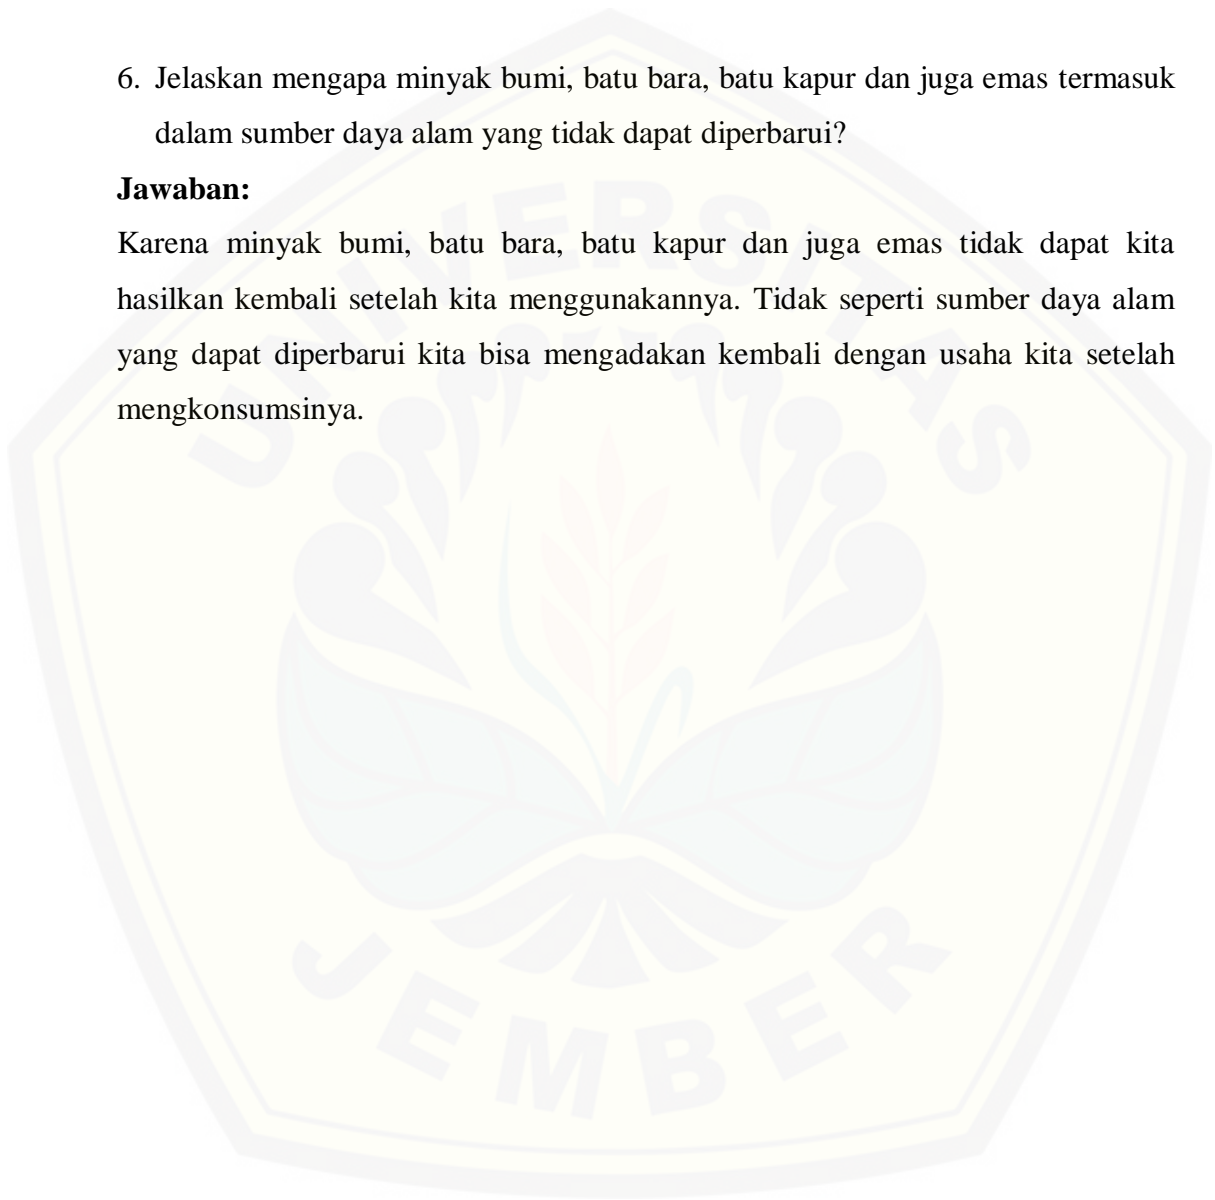 6. Jelaskan mengapa minyak bumi, batu bara, batu kapur dan juga emas termasuk
dalam sumber daya alam yang tidak dapat diperbarui?
Jawaban:
Karena minyak bumi, batu bara, batu kapur dan juga emas tidak dapat kita
hasilkan kembali setelah kita menggunakannya. Tidak seperti sumber daya alam
yang dapat diperbarui kita bisa mengadakan kembali dengan usaha kita setelah
mengkonsumsinya.
UNIVERSITAS
JEMBER